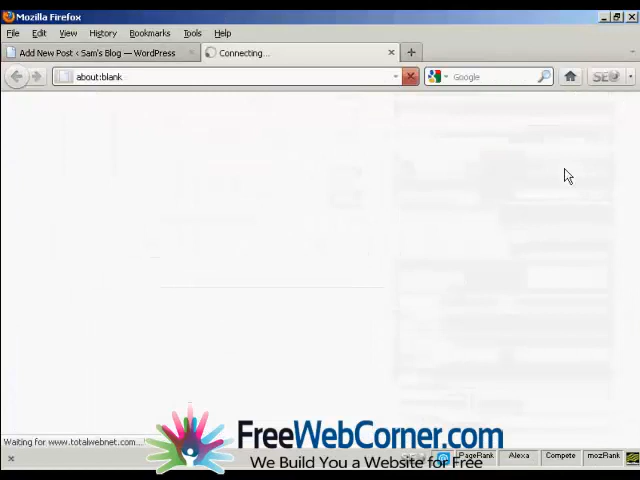 Mozilla Firefox
File Edit View History Bookmarks Tools Help
Add New Post < Sam's Blog — WordPress
Connecting...
about:blank
Google
Waiting for www.totalwebnet.com...
PageRank
Alexa
Compete
mozRank
FreeWebCorner.com
We Build You a Website for Free